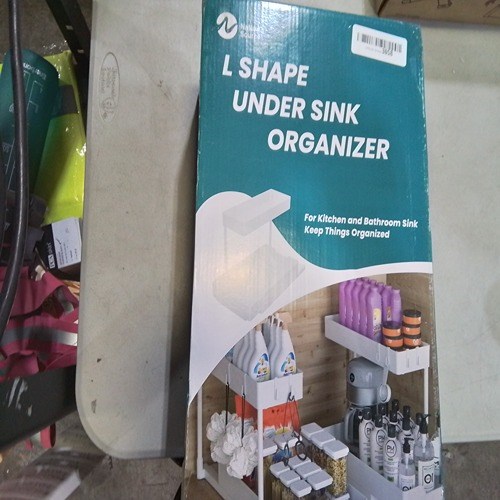 L SHAPE
UNDER SINK
ORGANIZER
For Kitchen and Bathroom Sink
Keep Things Organized